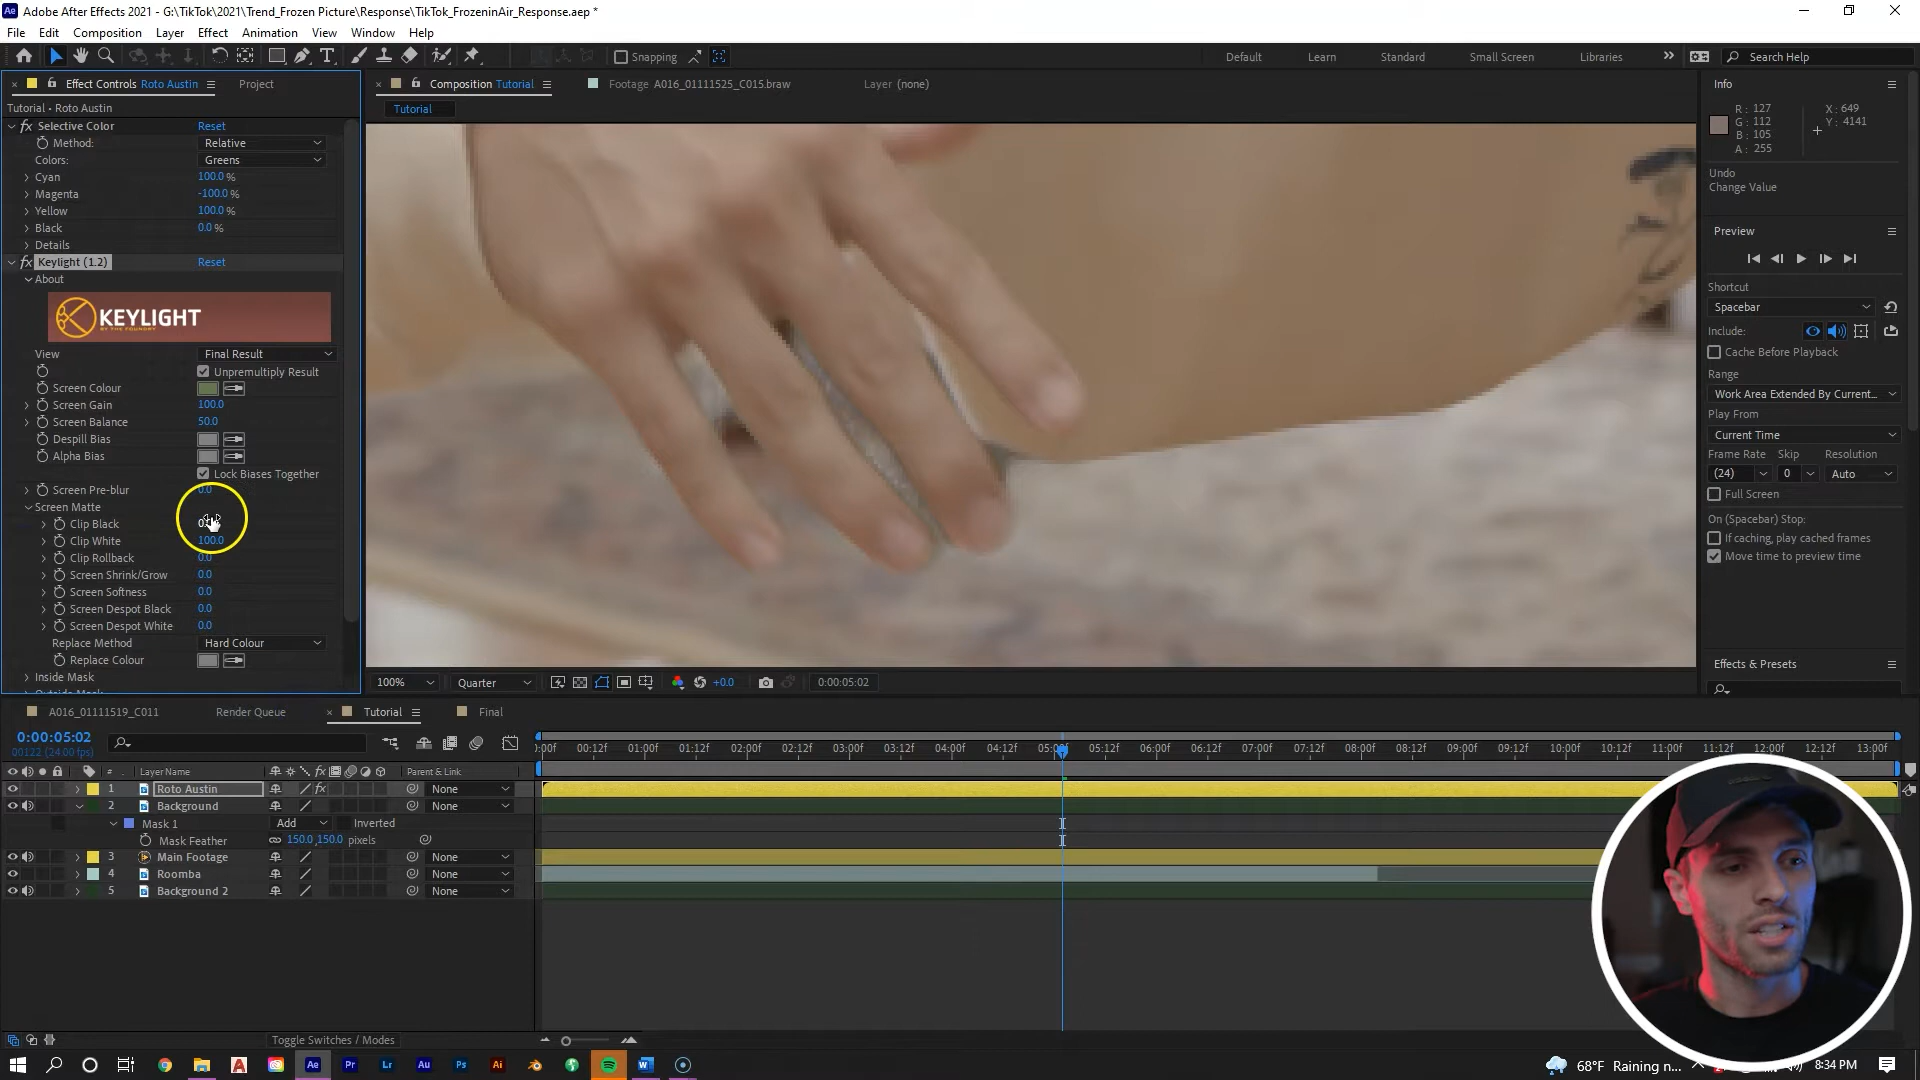 Adobe After Effects 2021 - G:\TikTok\2021\Trend_Frozen Picture\Response\TikTok_FrozeninAir_Response.aep *
File Edit Composition Layer Effect Animation View Window Help
Snapping Default Learn Standard Small Screen Libraries Search Help
Effect Controls Roto Austin Project
Tutorial • Roto Austin
fx Selective Color Reset
Method: Relative
Colors: Greens
Cyan 100.0 %
Magenta -100.0 %
Yellow 100.0 %
Black 0.0 %
Details
fx Keylight (1.2) Reset
About
KEYLIGHT
BY THE FOUNDRY
View Final Result
Unpremultiply Result
Screen Colour
Screen Gain 100.0
Screen Balance 50.0
Despill Bias
Alpha Bias
Lock Biases Together
Screen Pre-blur 0.0
Screen Matte
Clip Black
Clip White 100.0
Clip Rollback 0.0
Screen Shrink/Grow 0.0
Screen Softness 0.0
Screen Despot Black 0.0
Screen Despot White 0.0
Replace Method Hard Colour
Replace Colour
Inside Mask
Outside Mask
Composition Tutorial Footage A016_01111525_C015.braw Layer (none)
Tutorial
100% Quarter +0.0 0:00:05:02
Info
R: 127 X: 649
G: 112 Y: 4141
B: 105
A: 255
Undo
Change Value
Preview
Shortcut
Spacebar
Include:
Cache Before Playback
Range
Work Area Extended By Current...
Play From
Current Time
Frame Rate Skip Resolution
(24) 0 Auto
Full Screen
On (Spacebar) Stop:
If caching, play cached frames
Move time to preview time
Effects & Presets
A016_01111519_C011 Render Queue Tutorial Final
0:00:05:02
00122 (24.00 fps)
:00f 00:12f 01:00f 01:12f 02:00f 02:12f 03:00f 03:12f 04:00f 04:12f 05:00f 05:12f 06:00f 06:12f 07:00f 07:12f 08:00f 08:12f 09:00f 09:12f 10:00f 10:12f 11:00f 11:12f 12:00f 12:12f 13:00f
# Layer Name fx Parent & Link
1 Roto Austin fx None
2 Background None
Mask 1 Add Inverted
Mask Feather 150.0,150.0 pixels
3 Main Footage None
4 Roomba None
5 Background 2 None
Toggle Switches / Modes
Ae Pr Lr Au Ps Ai W 68°F Raining n... 8:34 PM